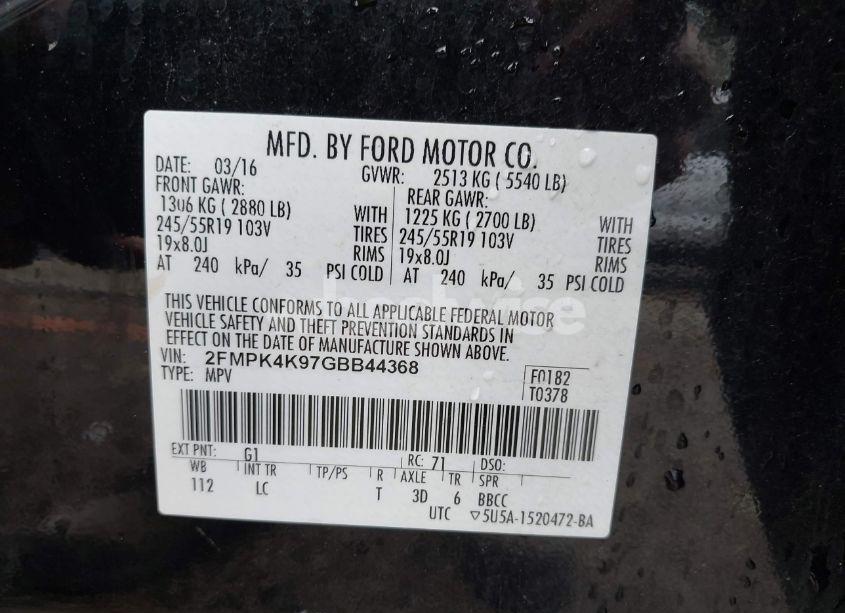 MFD. BY FORD MOTOR CO.
DATE: 03/16 GVWR: 2513 KG ( 5540 LB)
FRONT GAWR: REAR GAWR:
1306 KG ( 2880 LB) WITH 1225 KG ( 2700 LB) WITH
245/55R19 103V TIRES 245/55R19 103V TIRES
19x8.0J RIMS 19x8.0J RIMS
AT 240 kPa/ 35 PSI COLD AT 240 kPa/ 35 PSI COLD
THIS VEHICLE CONFORMS TO ALL APPLICABLE FEDERAL MOTOR
VEHICLE SAFETY AND THEFT PREVENTION STANDARDS IN
EFFECT ON THE DATE OF MANUFACTURE SHOWN ABOVE.
VIN: 2FMPK4K97GBB44368 F0182
TYPE: MPV T0378
EXT PNT: G1 RC: 71 DSO:
WB INT TR TP/PS R AXLE TR SPR
112 LC T 3D 6 BBCC
UTC ▽5U5A-1520472-BA